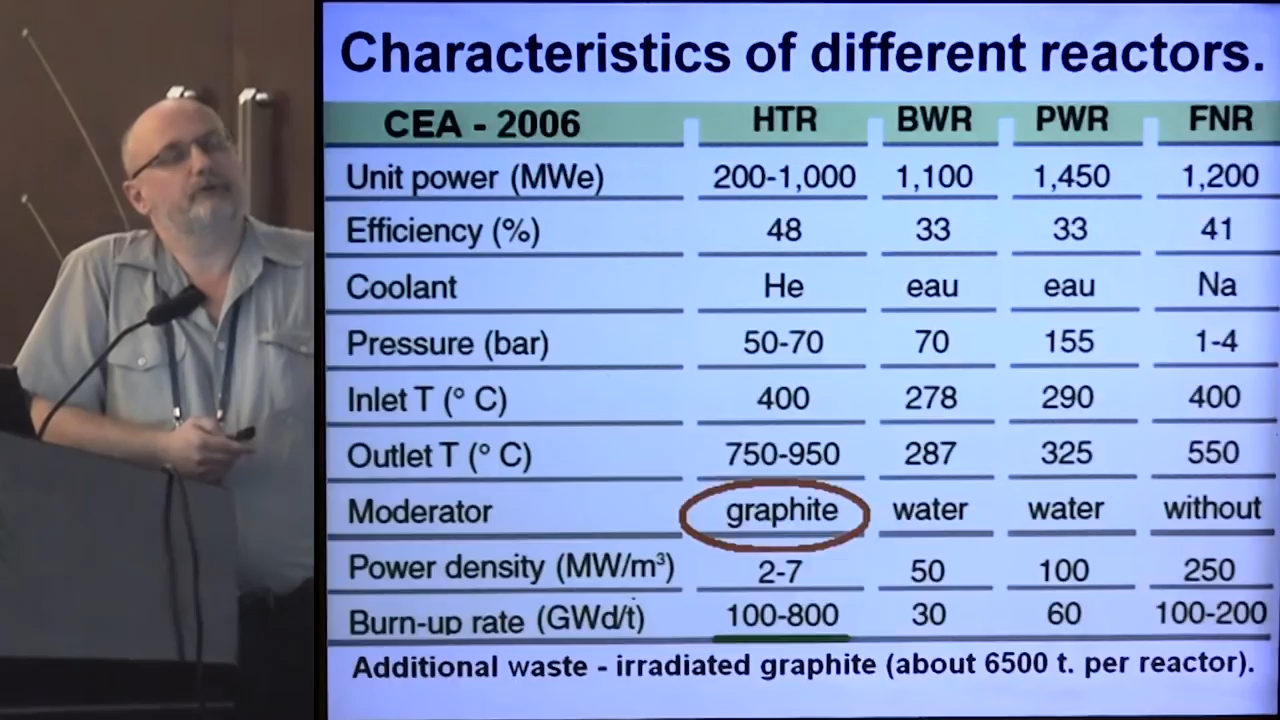 Characteristics of different reactors.
CEA - 2006 HTR BWR PWR FNR
Unit power (MWe) 200-1,000 1,100 1,450 1,200
Efficiency (%) 48 33 33 41
Coolant He eau eau Na
Pressure (bar) 50-70 70 155 1-4
Inlet T (° C) 400 278 290 400
Outlet T (° C) 750-950 287 325 550
Moderator graphite water water without
Power density (MW/m³) 2-7 50 100 250
Burn-up rate (GWd/t) 100-800 30 60 100-200
Additional waste - irradiated graphite (about 6500 t. per reactor).